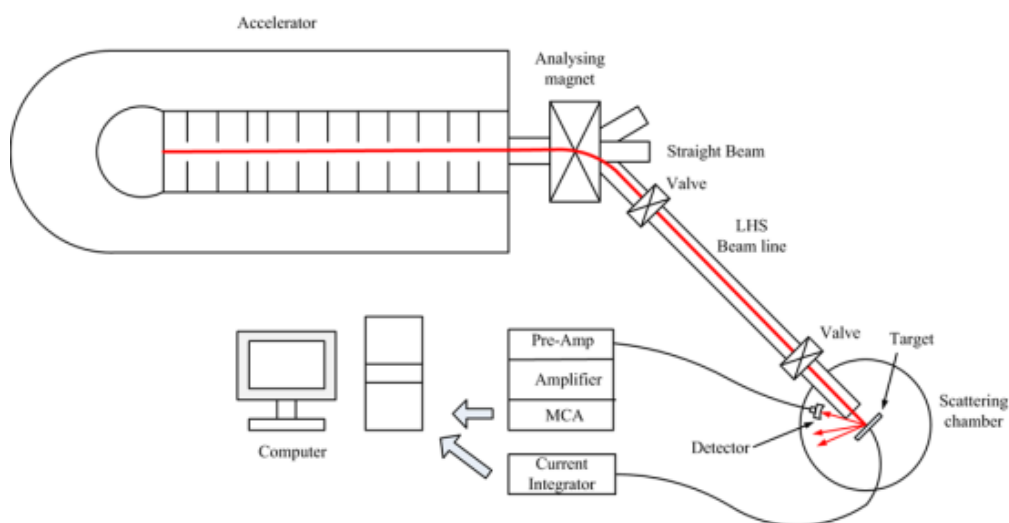 Accelerator
Analysing
magnet
Straight Beam
Valve
LHS
Beam line
Valve
Target
Pre-Amp
Amplifier
MCA
Scattering
chamber
Detector
Computer
Current
Integrator